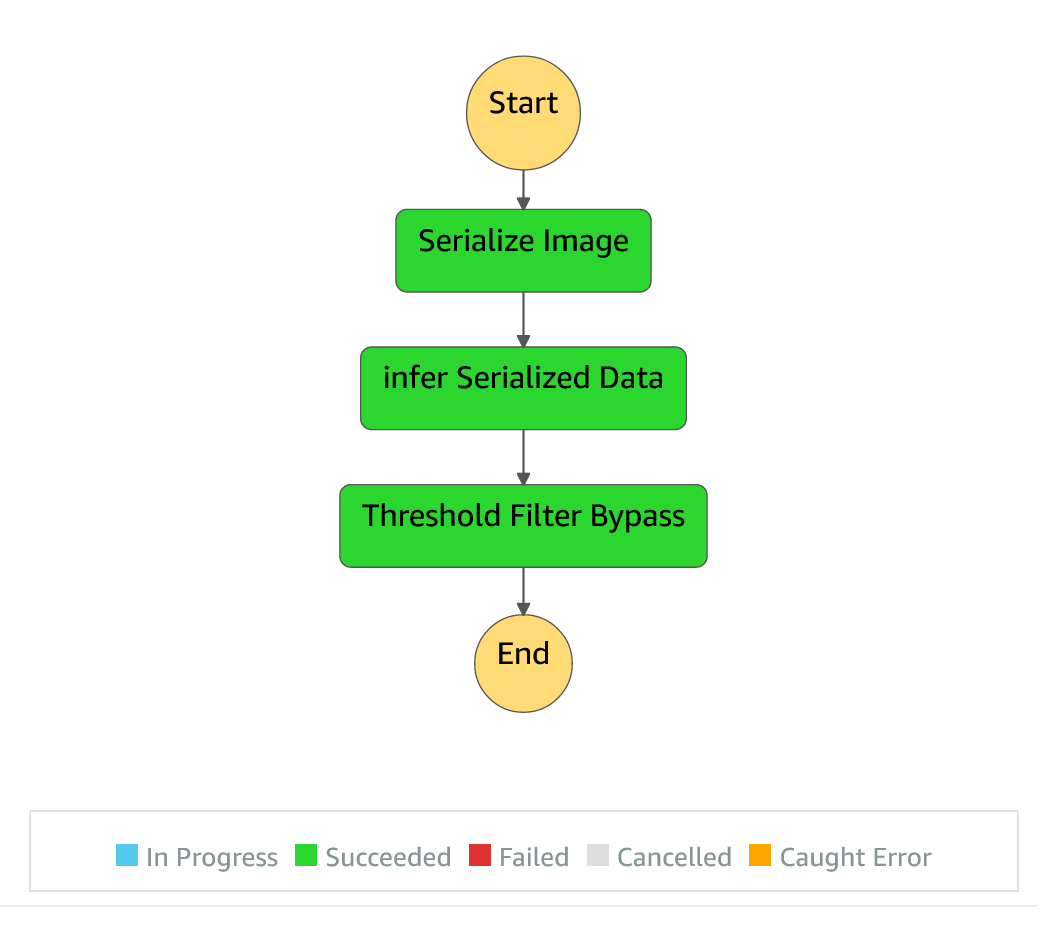 Start
Serialize Image
infer Serialized Data
Threshold Filter Bypass
End
In Progress Succeeded Failed Cancelled Caught Error